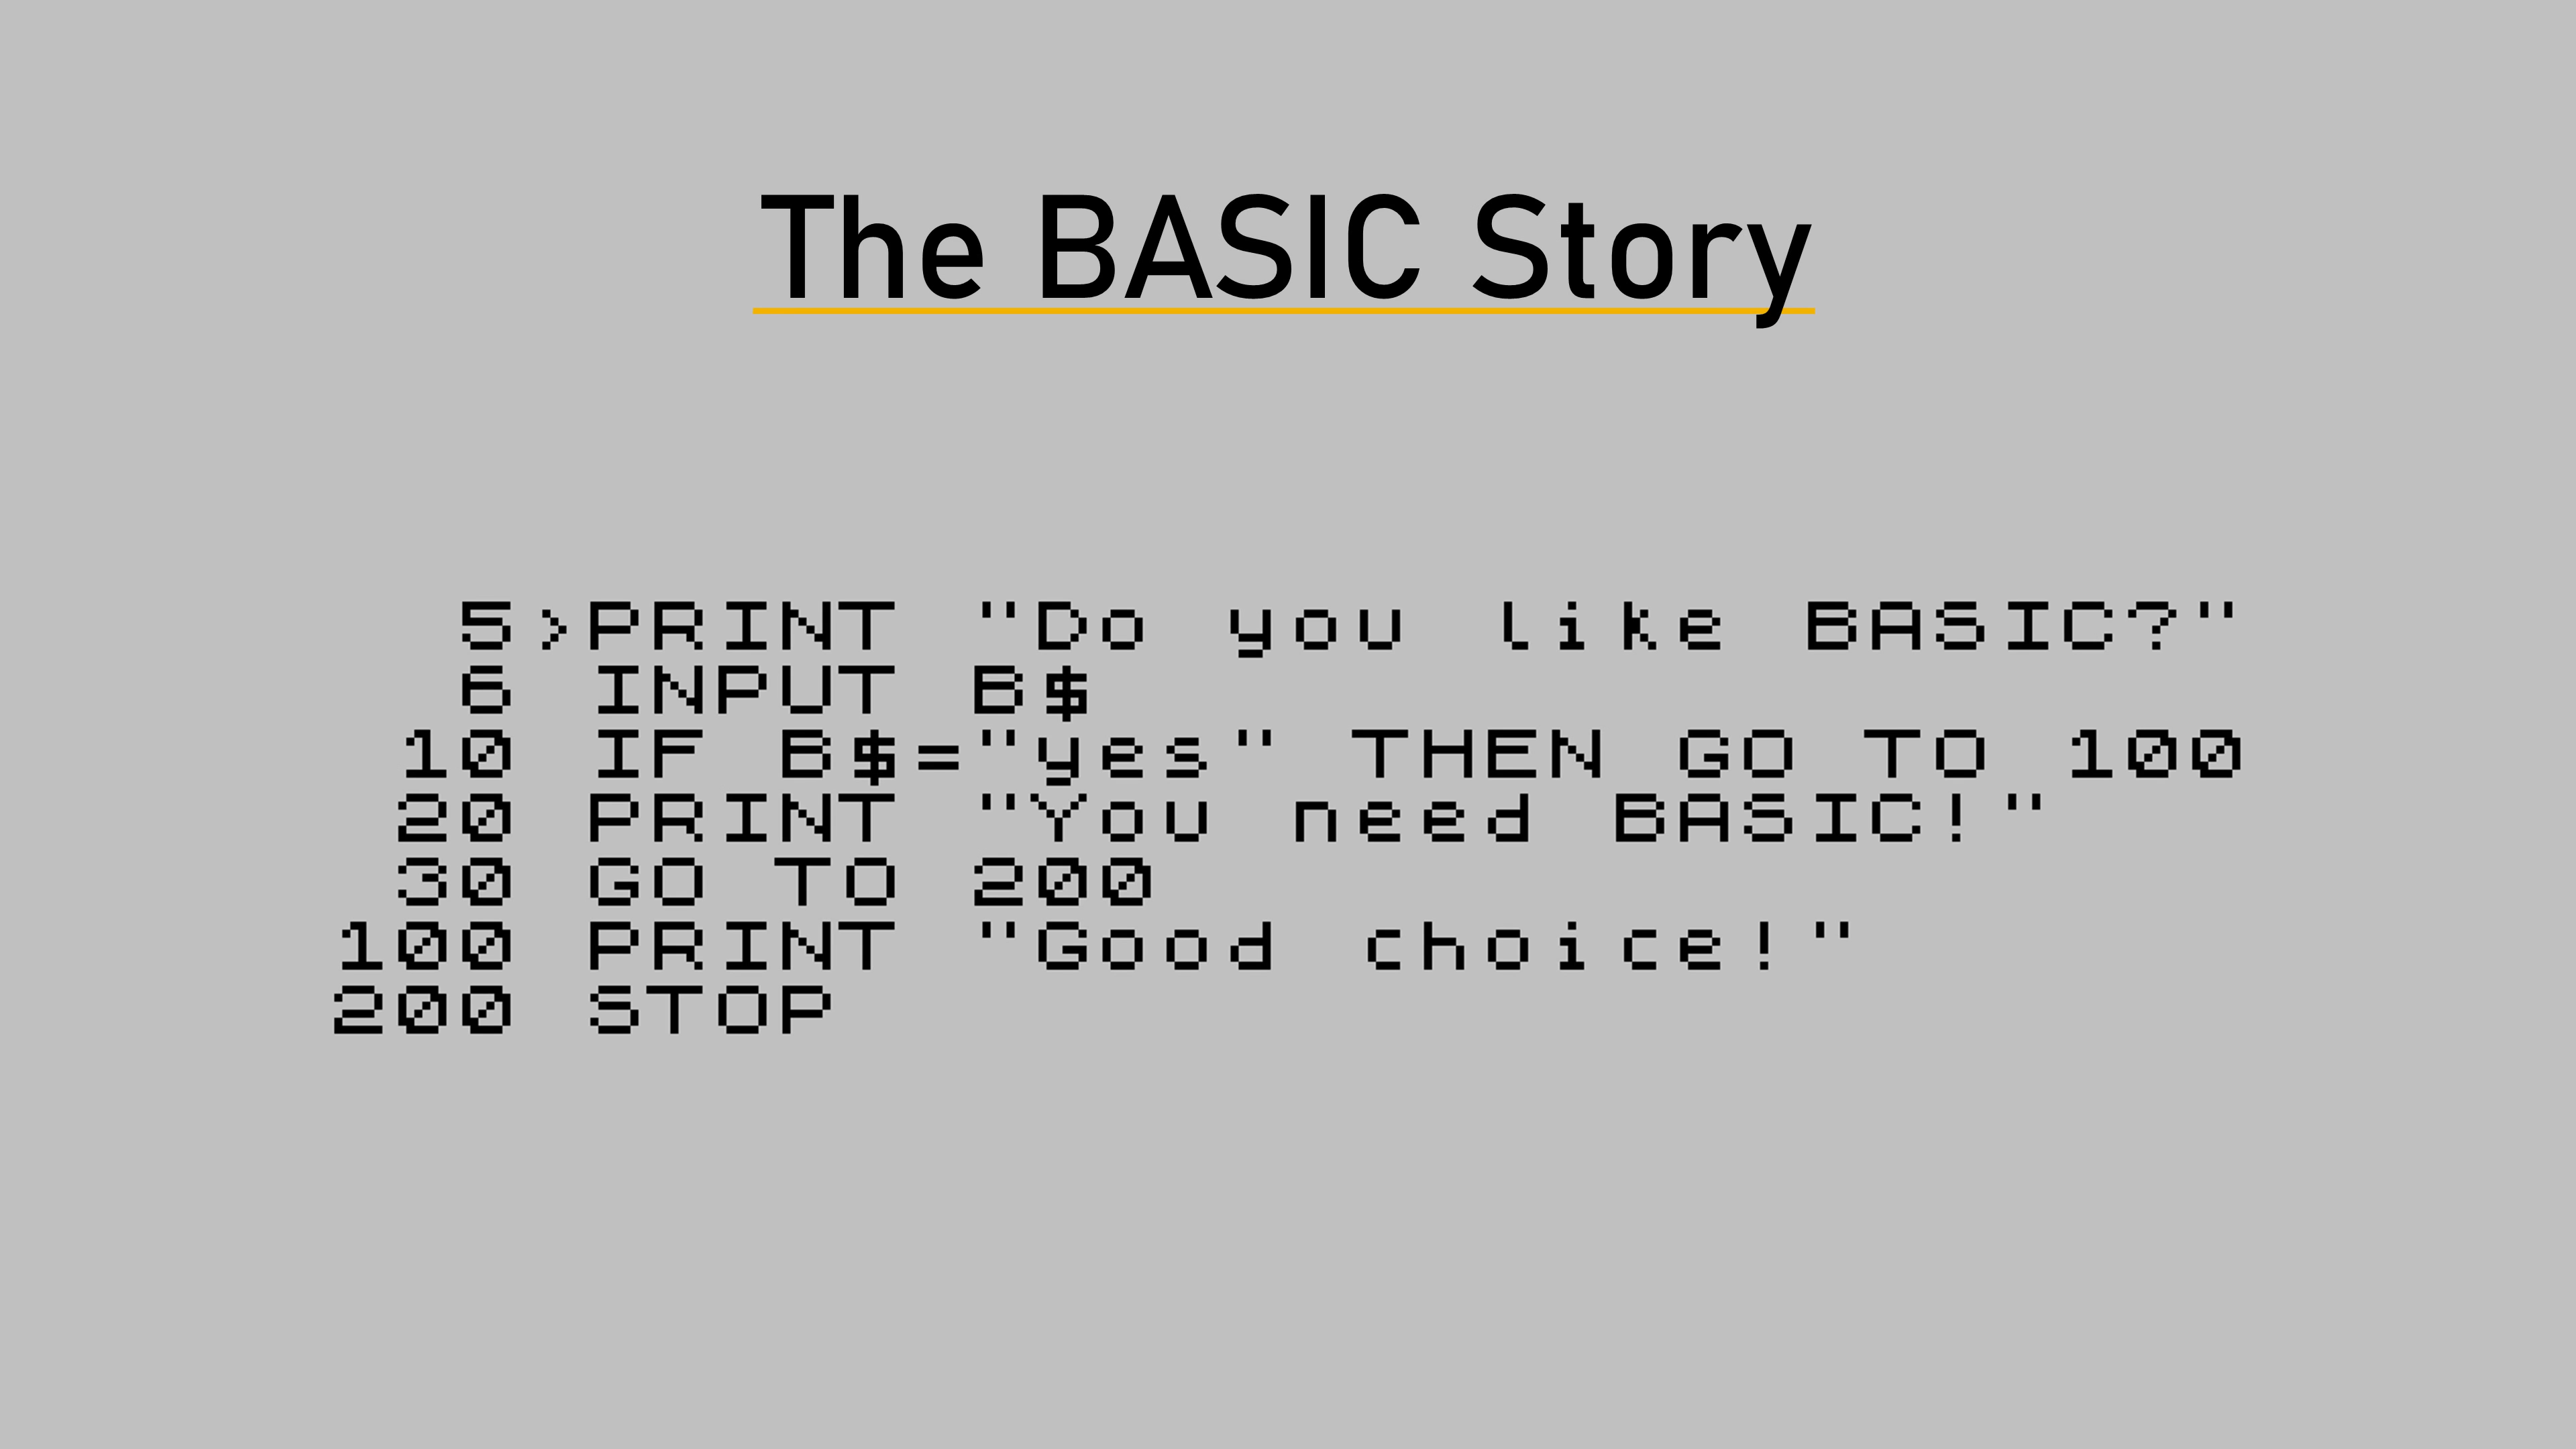 The BASIC Story
5>PRINT "Do you like BASIC?"
6 INPUT B$
10 IF B$="yes" THEN GO TO 100
20 PRINT "You need BASIC!"
30 GO TO 200
100 PRINT "Good choice!"
200 STOP